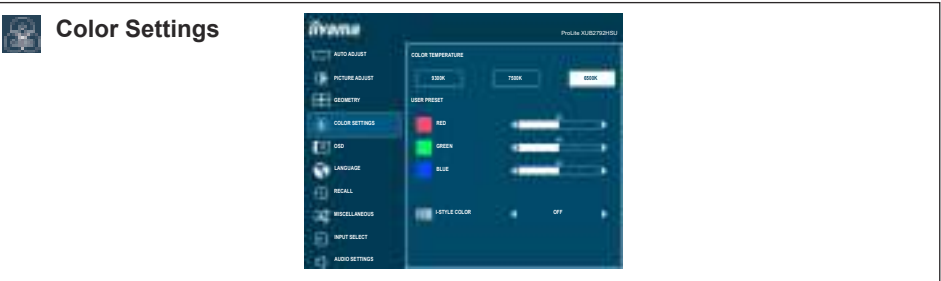 Color Settings
iiyama
ProLite XUB2792HSU
AUTO ADJUST
PICTURE ADJUST
GEOMETRY
COLOR SETTINGS
OSD
LANGUAGE
RECALL
MISCELLANEOUS
INPUT SELECT
AUDIO SETTINGS
COLOR TEMPERATURE
9300K 7500K 6500K
USER PRESET
RED
GREEN
BLUE
I-STYLE COLOR OFF